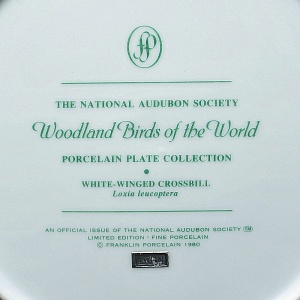 THE NATIONAL AUDUBON SOCIETY
Woodland Birds of the World
PORCELAIN PLATE COLLECTION
•
WHITE-WINGED CROSSBILL
Loxia leucoptera
AN OFFICIAL ISSUE OF THE NATIONAL AUDUBON SOCIETY TM
LIMITED EDITION · FINE PORCELAIN
© FRANKLIN PORCELAIN 1980